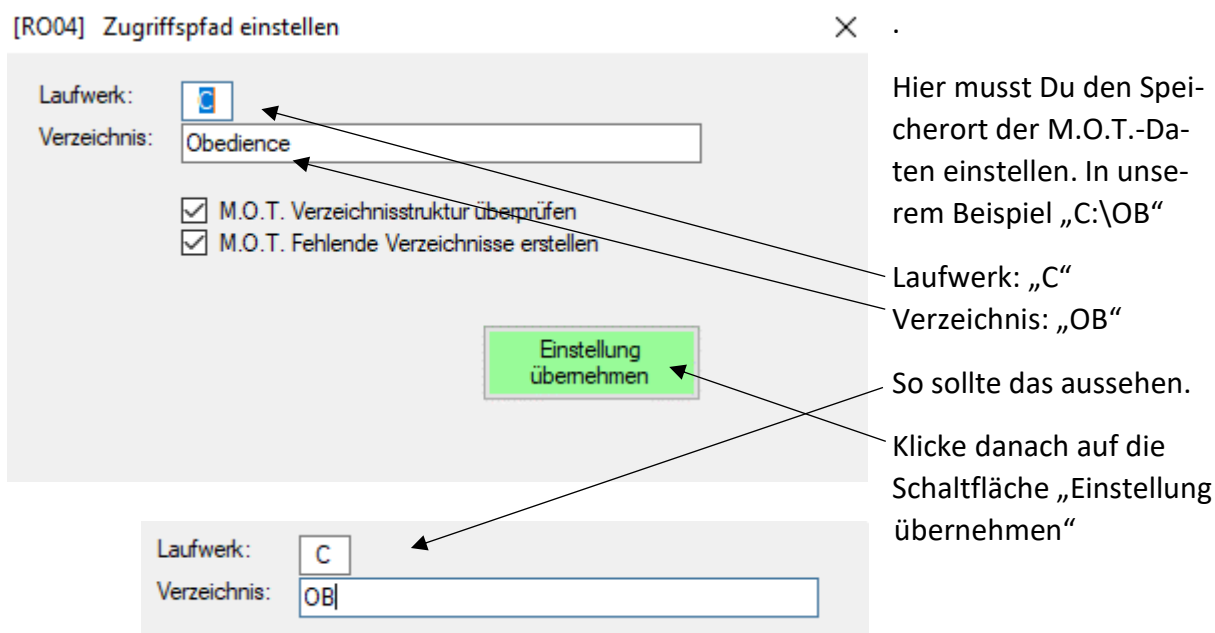 [RO04] Zugriffspfad einstellen
Laufwerk: C
Verzeichnis: Obedience
M.O.T. Verzeichnisstruktur überprüfen
M.O.T. Fehlende Verzeichnisse erstellen
Einstellung
übernehmen
.
Hier musst Du den Spei-
cherort der M.O.T.-Da-
ten einstellen. In unse-
rem Beispiel „C:\OB“
Laufwerk: „C“
Verzeichnis: „OB“
So sollte das aussehen.
Klicke danach auf die
Schaltfläche „Einstellung
übernehmen“
Laufwerk: C
Verzeichnis: OB